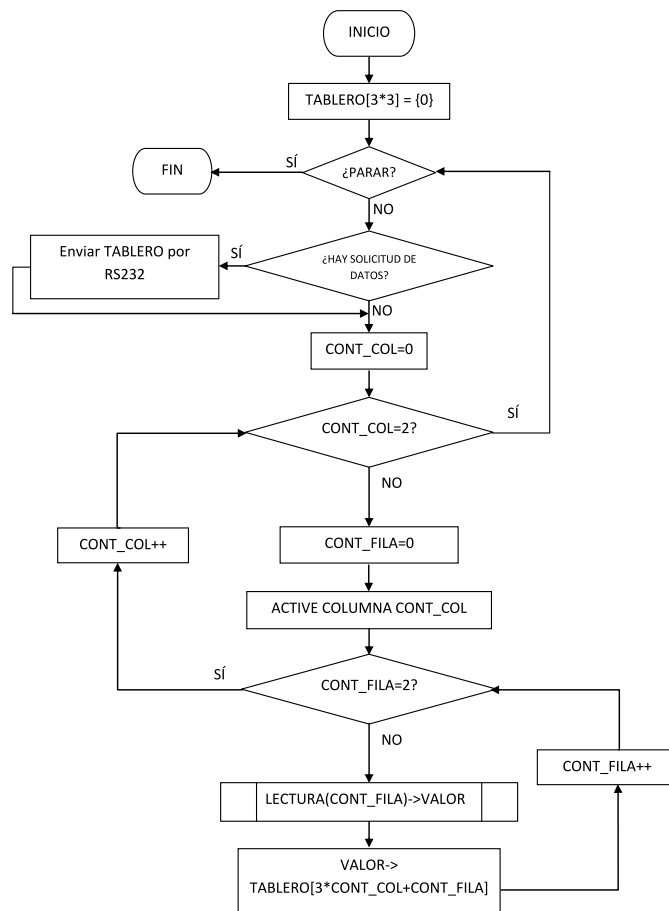 INICIO
TABLERO[3*3] = {0}
SÍ
FIN
¿PARAR?
NO
Enviar TABLERO por
RS232
SÍ
¿HAY SOLICITUD DE
DATOS?
NO
CONT_COL=0
SÍ
CONT_COL=2?
NO
CONT_COL++
CONT_FILA=0
ACTIVE COLUMNA CONT_COL
SÍ
CONT_FILA=2?
NO
CONT_FILA++
LECTURA(CONT_FILA)->VALOR
VALOR->
TABLERO[3*CONT_COL+CONT_FILA]